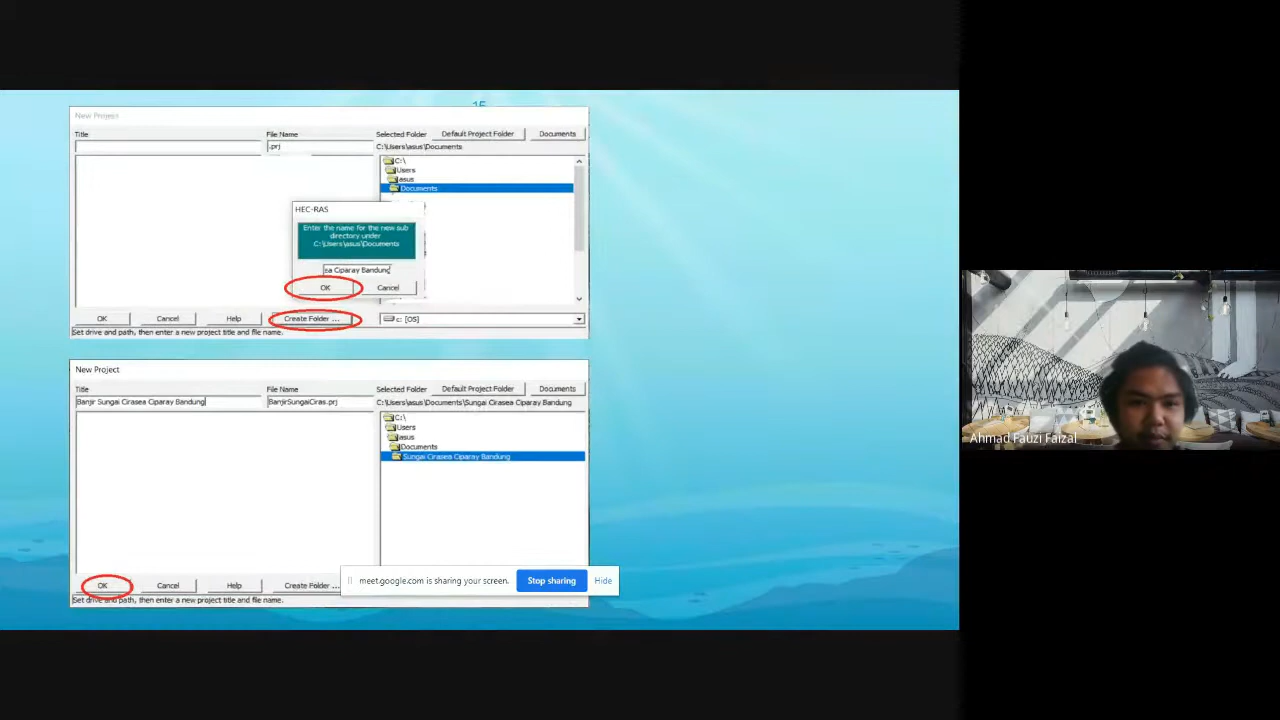 15
New Project
Title
File Name
Selected Folder
Default Project Folder
Documents
.prj
C:\Users\asus\Documents
C:\
Users
asus
Documents
HEC-RAS
Enter the name for the new sub
directory under
C:\Users\asus\Documents
ea Ciparay Bandung
OK
Cancel
OK
Cancel
Help
Create Folder ...
c: [OS]
Set drive and path, then enter a new project title and file name.
New Project
Title
File Name
Selected Folder
Default Project Folder
Documents
Banjir Sungai Cirasea Ciparay Bandung
BanjirSungaiCiras.prj
C:\Users\asus\Documents\Sungai Cirasea Ciparay Bandung
C:\
Users
asus
Documents
Sungai Cirasea Ciparay Bandung
OK
Cancel
Help
Create Folder ...
Set drive and path, then enter a new project title and file name.
meet.google.com is sharing your screen.
Stop sharing
Hide
Ahmad Fauzi Faizal